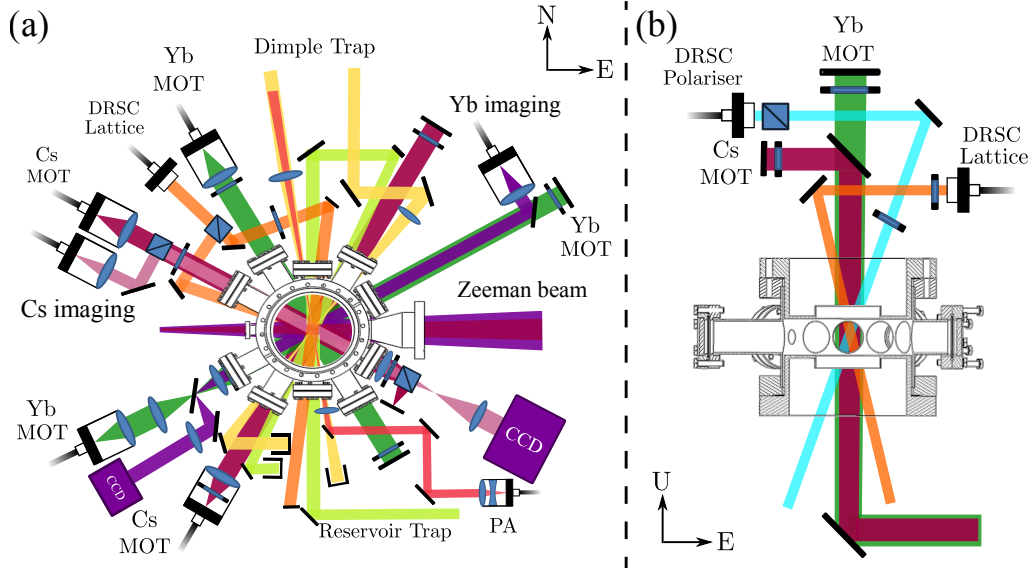 (a)
N
E
Dimple Trap
Yb
MOT
DRSC
Lattice
Cs
MOT
Yb imaging
Yb
MOT
Cs imaging
Zeeman beam
Yb
MOT
CCD
CCD
Cs
MOT
Reservoir Trap
PA
(b)
Yb
MOT
DRSC
Polariser
Cs
MOT
DRSC
Lattice
U
E